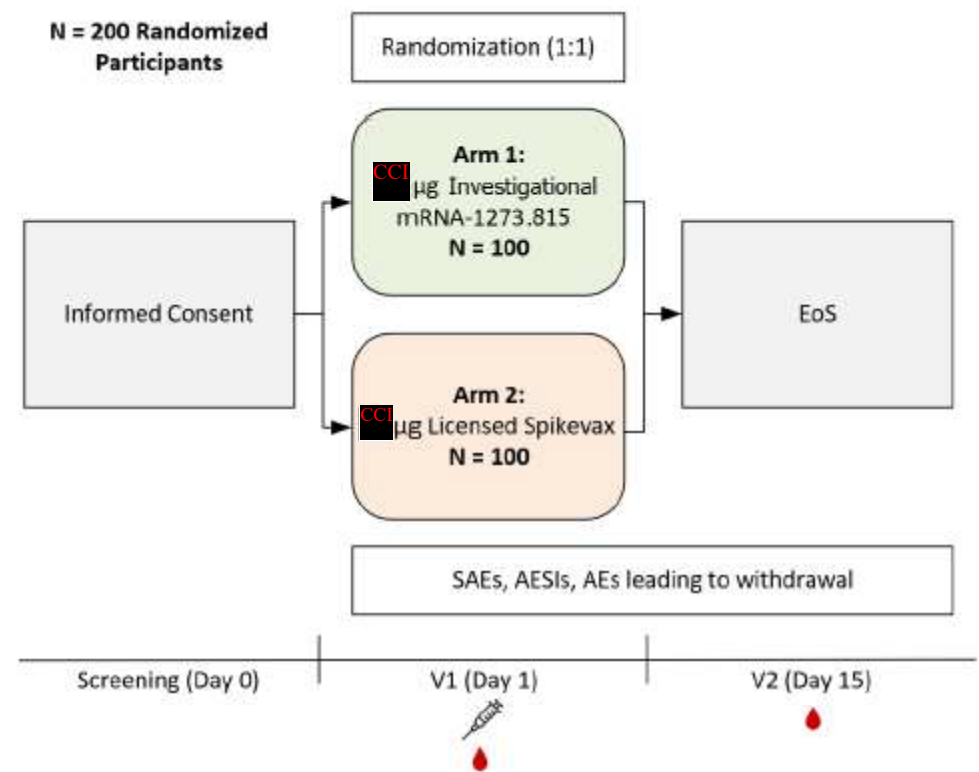 N = 200 Randomized
Participants
Randomization (1:1)
Arm 1:
CCI µg Investigational
mRNA-1273.815
N = 100
Informed Consent
EoS
Arm 2:
CCI µg Licensed Spikevax
N = 100
SAEs, AESIs, AEs leading to withdrawal
Screening (Day 0)
V1 (Day 1)
V2 (Day 15)